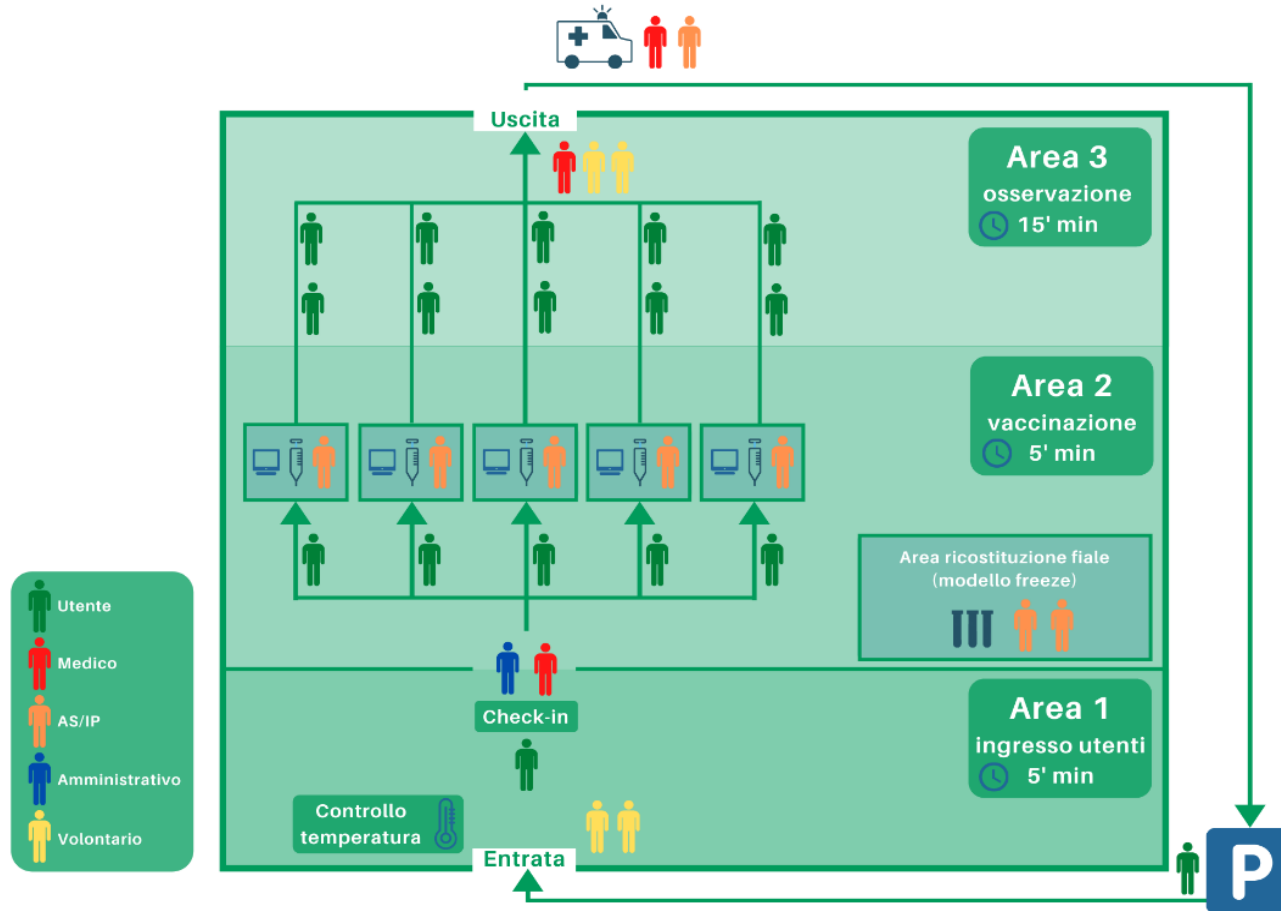 Uscita
Area 3
osservazione
15' min
Area 2
vaccinazione
5' min
Area ricostituzione fiale
(modello freeze)
Utente
Medico
AS/IP
Amministrativo
Volontario
Check-in
Area 1
ingresso utenti
5' min
Controllo
temperatura
Entrata
P